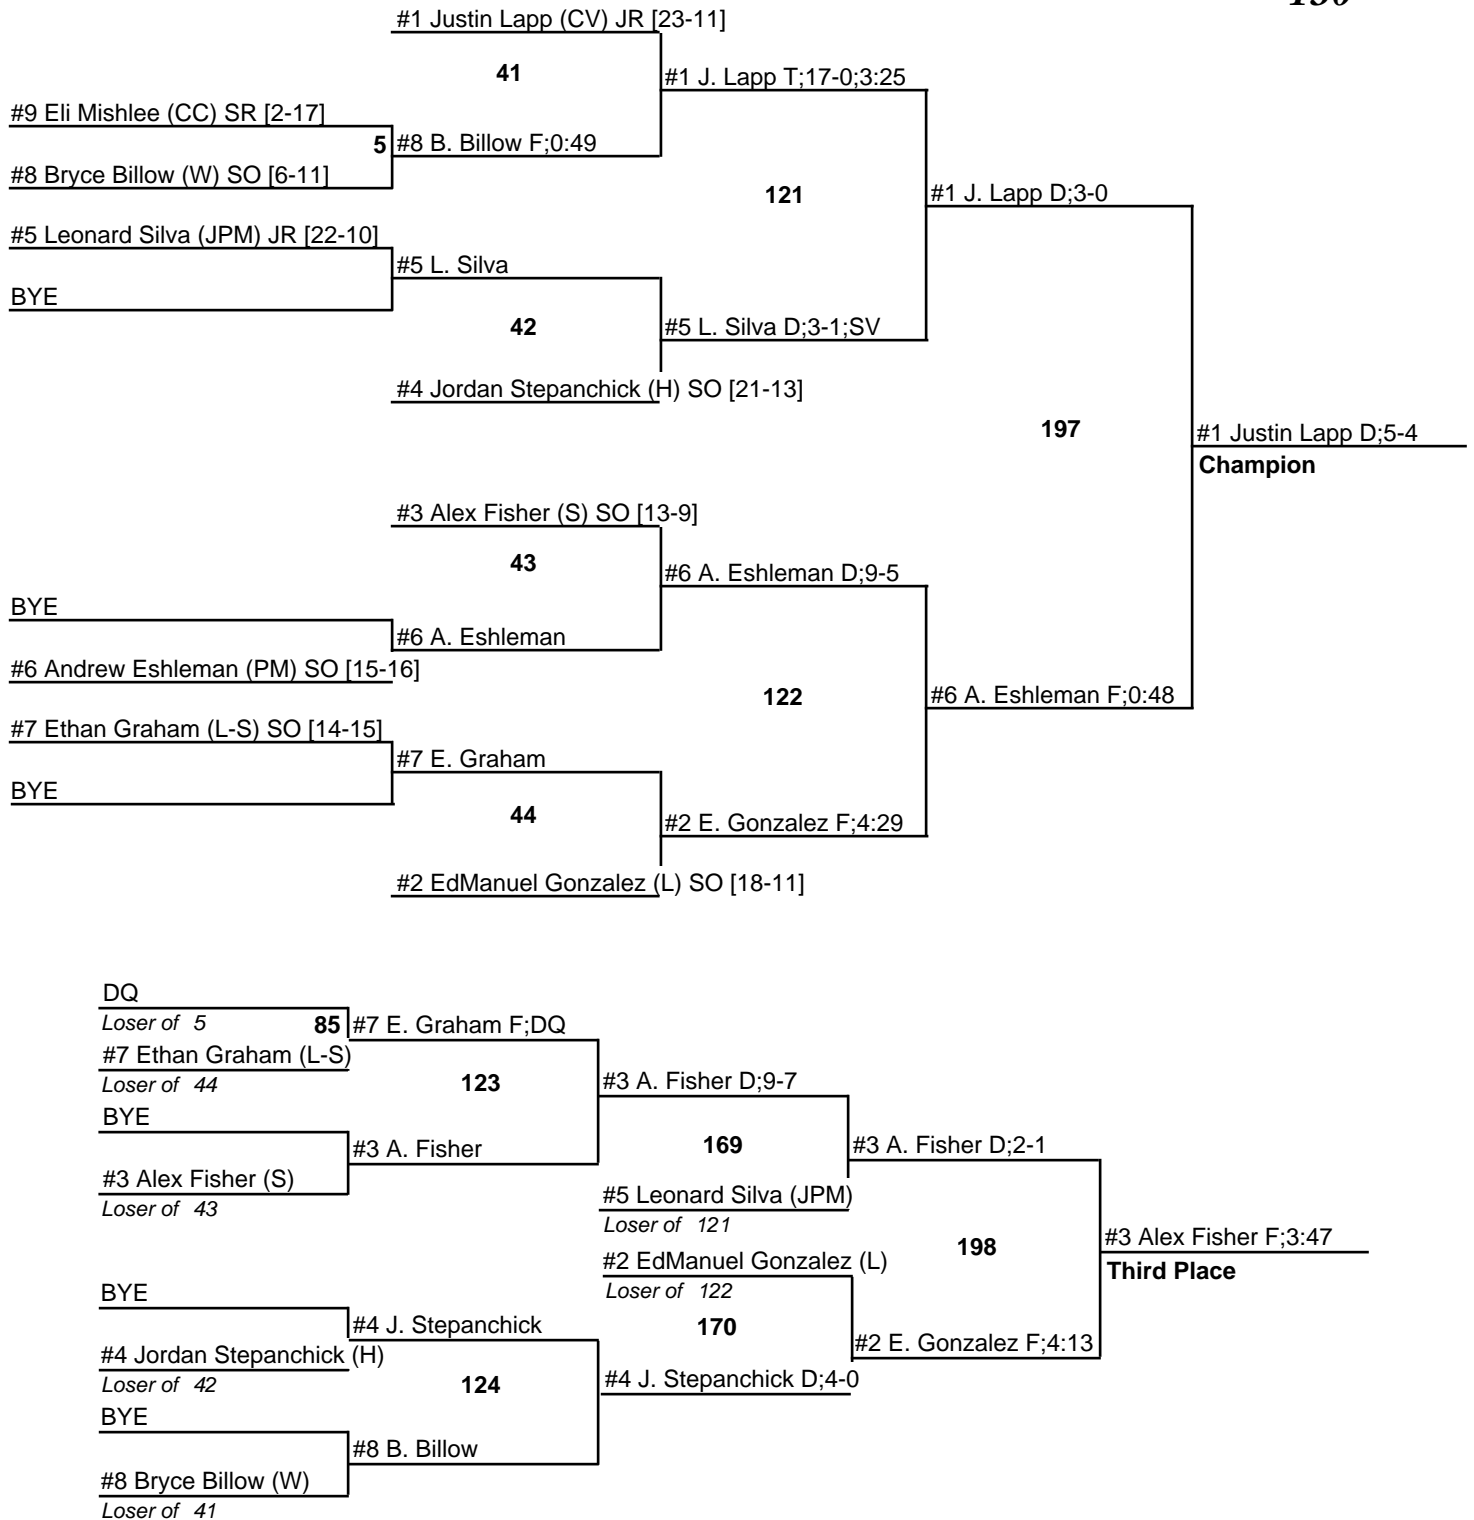 #1 Justin Lapp (CV) JR [23-11]
41
#1 J. Lapp T;17-0;3:25
#9 Eli Mishlee (CC) SR [2-17]
5
#8 B. Billow F;0:49
#8 Bryce Billow (W) SO [6-11]
121
#1 J. Lapp D;3-0
#5 Leonard Silva (JPM) JR [22-10]
#5 L. Silva
BYE
42
#5 L. Silva D;3-1;SV
#4 Jordan Stepanchick (H) SO [21-13]
197
#1 Justin Lapp D;5-4
Champion
#3 Alex Fisher (S) SO [13-9]
43
#6 A. Eshleman D;9-5
BYE
#6 A. Eshleman
#6 Andrew Eshleman (PM) SO [15-16]
122
#6 A. Eshleman F;0:48
#7 Ethan Graham (L-S) SO [14-15]
#7 E. Graham
BYE
44
#2 E. Gonzalez F;4:29
#2 EdManuel Gonzalez (L) SO [18-11]
DQ
Loser of 5
85
#7 E. Graham F;DQ
#7 Ethan Graham (L-S)
Loser of 44
123
#3 A. Fisher D;9-7
BYE
#3 A. Fisher
169
#3 A. Fisher D;2-1
#3 Alex Fisher (S)
Loser of 43
#5 Leonard Silva (JPM)
Loser of 121
198
#3 Alex Fisher F;3:47
Third Place
#2 EdManuel Gonzalez (L)
Loser of 122
BYE
#4 J. Stepanchick
170
#2 E. Gonzalez F;4:13
#4 Jordan Stepanchick (H)
Loser of 42
124
#4 J. Stepanchick D;4-0
BYE
#8 B. Billow
#8 Bryce Billow (W)
Loser of 41